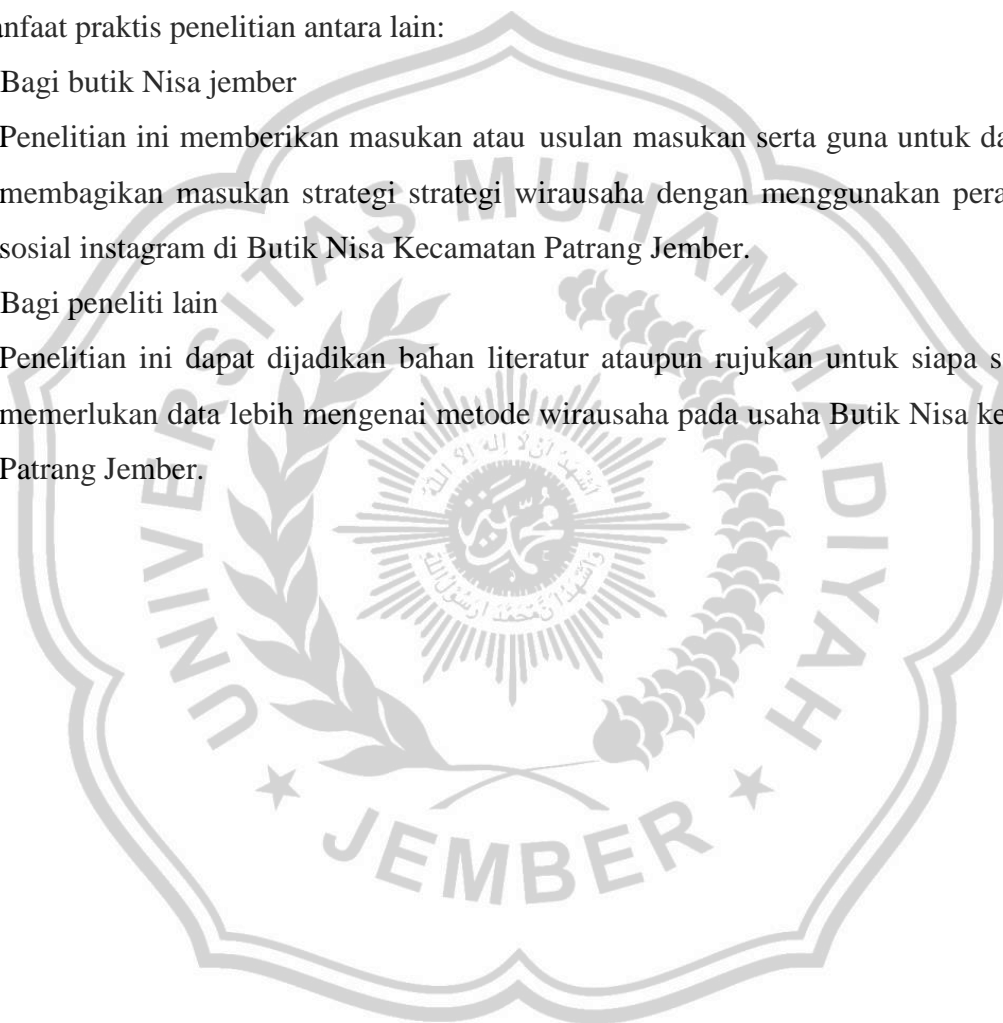 anfaat praktis penelitian antara lain:
Bagi butik Nisa jember
Penelitian ini memberikan masukan atau usulan masukan serta guna untuk da
membagikan masukan strategi strategi wirausaha dengan menggunakan pera
sosial instagram di Butik Nisa Kecamatan Patrang Jember.
Bagi peneliti lain
Penelitian ini dapat dijadikan bahan literatur ataupun rujukan untuk siapa s
memerlukan data lebih mengenai metode wirausaha pada usaha Butik Nisa ke
Patrang Jember.
UNIVERSITAS MUHAMMADIYAH
JEMBER